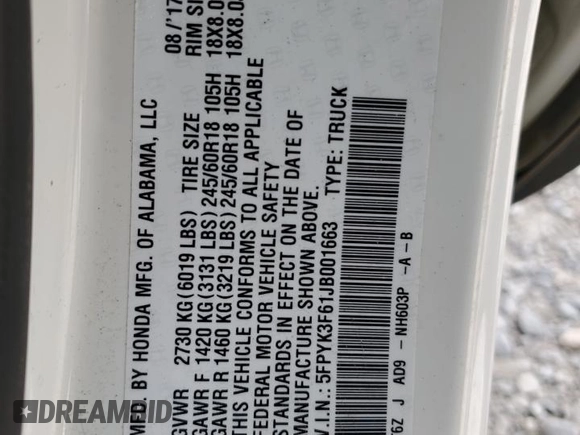 MFD. BY HONDA MFG. OF ALABAMA, LLC 08 / '17
GVWR 2730 KG(6019 LBS) TIRE SIZE RIM SI
GAWR F 1420 KG(3131 LBS) 245/60R18 105H 18X8.0
GAWR R 1460 KG(3219 LBS) 245/60R18 105H 18X8.0
THIS VEHICLE CONFORMS TO ALL APPLICABLE
FEDERAL MOTOR VEHICLE SAFETY
STANDARDS IN EFFECT ON THE DATE OF
MANUFACTURE SHOWN ABOVE.
V.I.N.: 5FPYK3F61JB001663 TYPE: TRUCK
T6Z J AD9 - NH603P -A -B
EPICBID